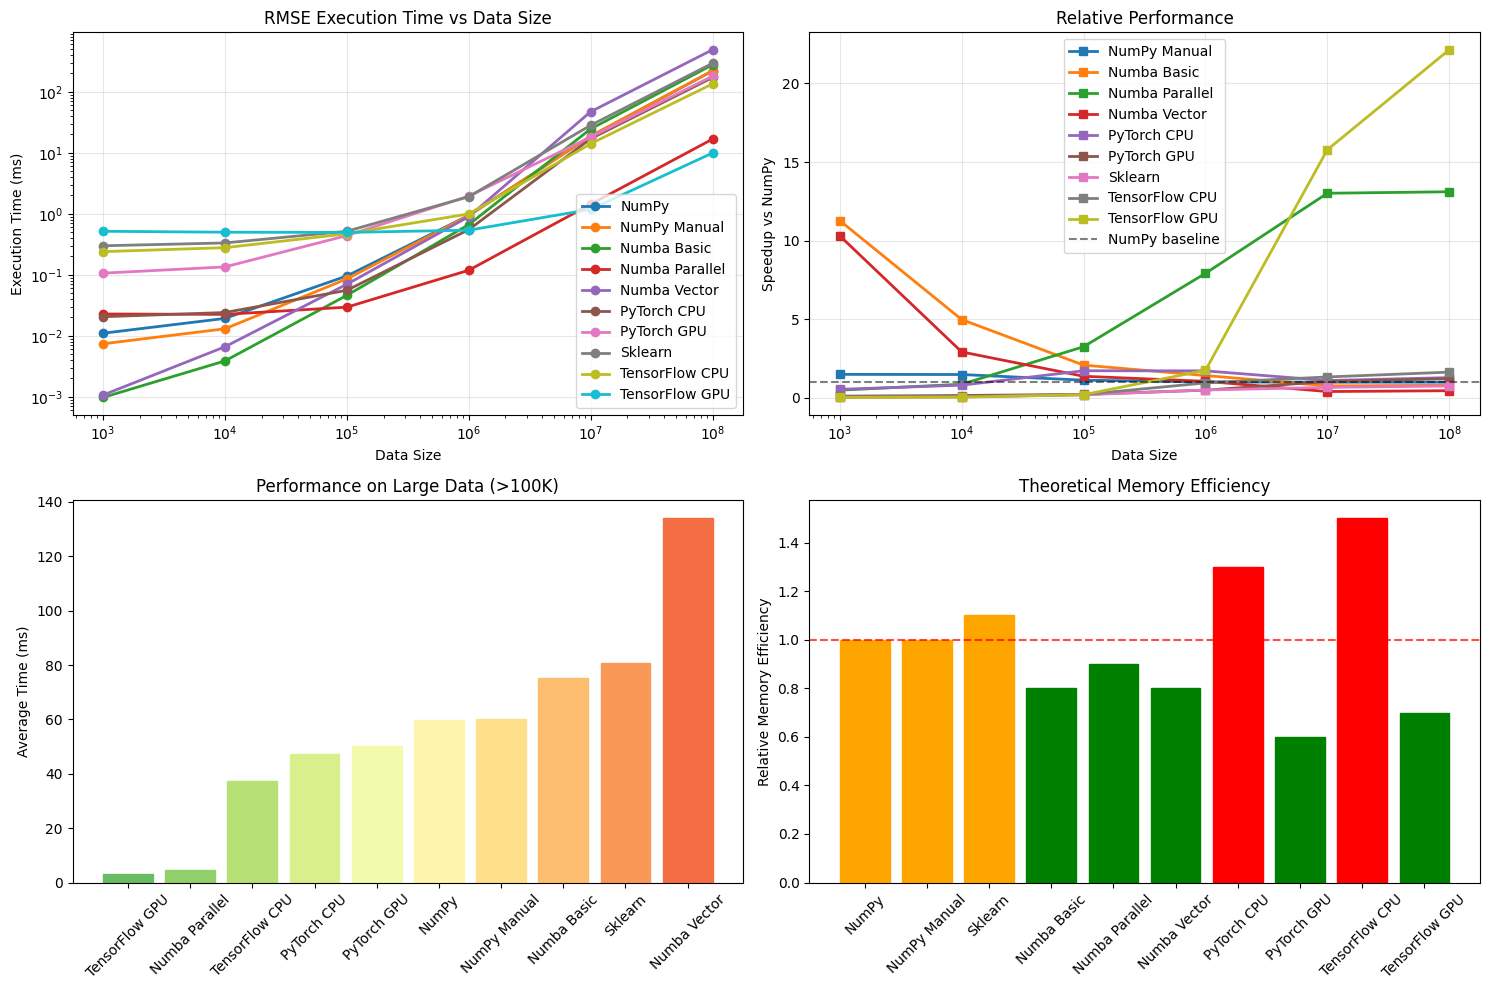 RMSE Execution Time vs Data Size
Execution Time (ms)
10²
10¹
10⁰
10⁻¹
10⁻²
10⁻³
NumPy
NumPy Manual
Numba Basic
Numba Parallel
Numba Vector
PyTorch CPU
PyTorch GPU
Sklearn
TensorFlow CPU
TensorFlow GPU
10³ 10⁴ 10⁵ 10⁶ 10⁷ 10⁸
Data Size
Relative Performance
Speedup vs NumPy
20
15
10
5
0
NumPy Manual
Numba Basic
Numba Parallel
Numba Vector
PyTorch CPU
PyTorch GPU
Sklearn
TensorFlow CPU
TensorFlow GPU
NumPy baseline
10³ 10⁴ 10⁵ 10⁶ 10⁷ 10⁸
Data Size
Performance on Large Data (>100K)
Average Time (ms)
140
120
100
80
60
40
20
0
TensorFlow GPU
Numba Parallel
TensorFlow CPU
PyTorch CPU
PyTorch GPU
NumPy
NumPy Manual
Numba Basic
Sklearn
Numba Vector
Theoretical Memory Efficiency
Relative Memory Efficiency
1.4
1.2
1.0
0.8
0.6
0.4
0.2
0.0
NumPy
NumPy Manual
Sklearn
Numba Basic
Numba Parallel
Numba Vector
PyTorch CPU
PyTorch GPU
TensorFlow CPU
TensorFlow GPU